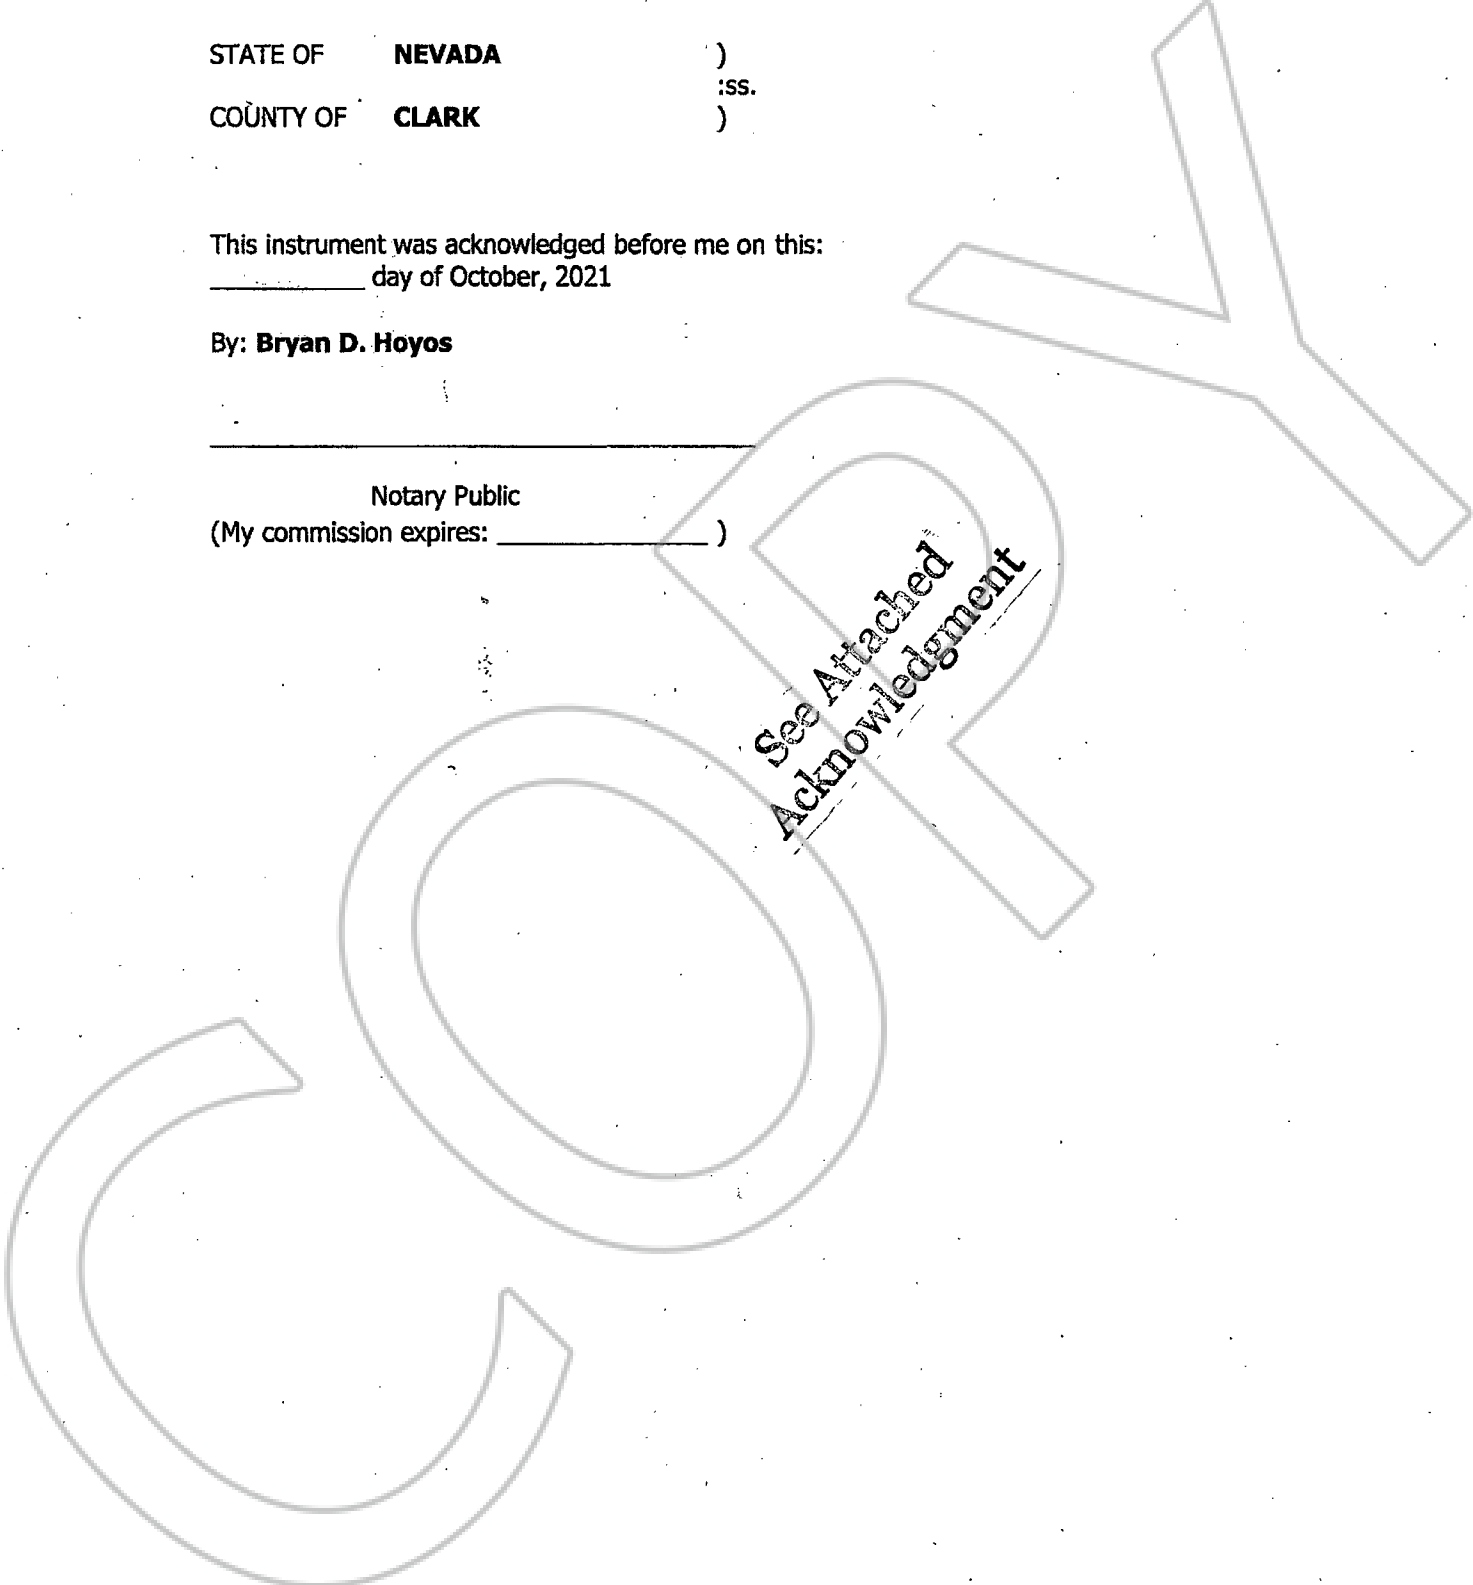 STATE OF NEVADA )
:ss.
COUNTY OF CLARK )
This instrument was acknowledged before me on this:
__________ day of October, 2021
By: Bryan D. Hoyos
Notary Public
(My commission expires: ______________ )
See Attached
Acknowledgment
COPY